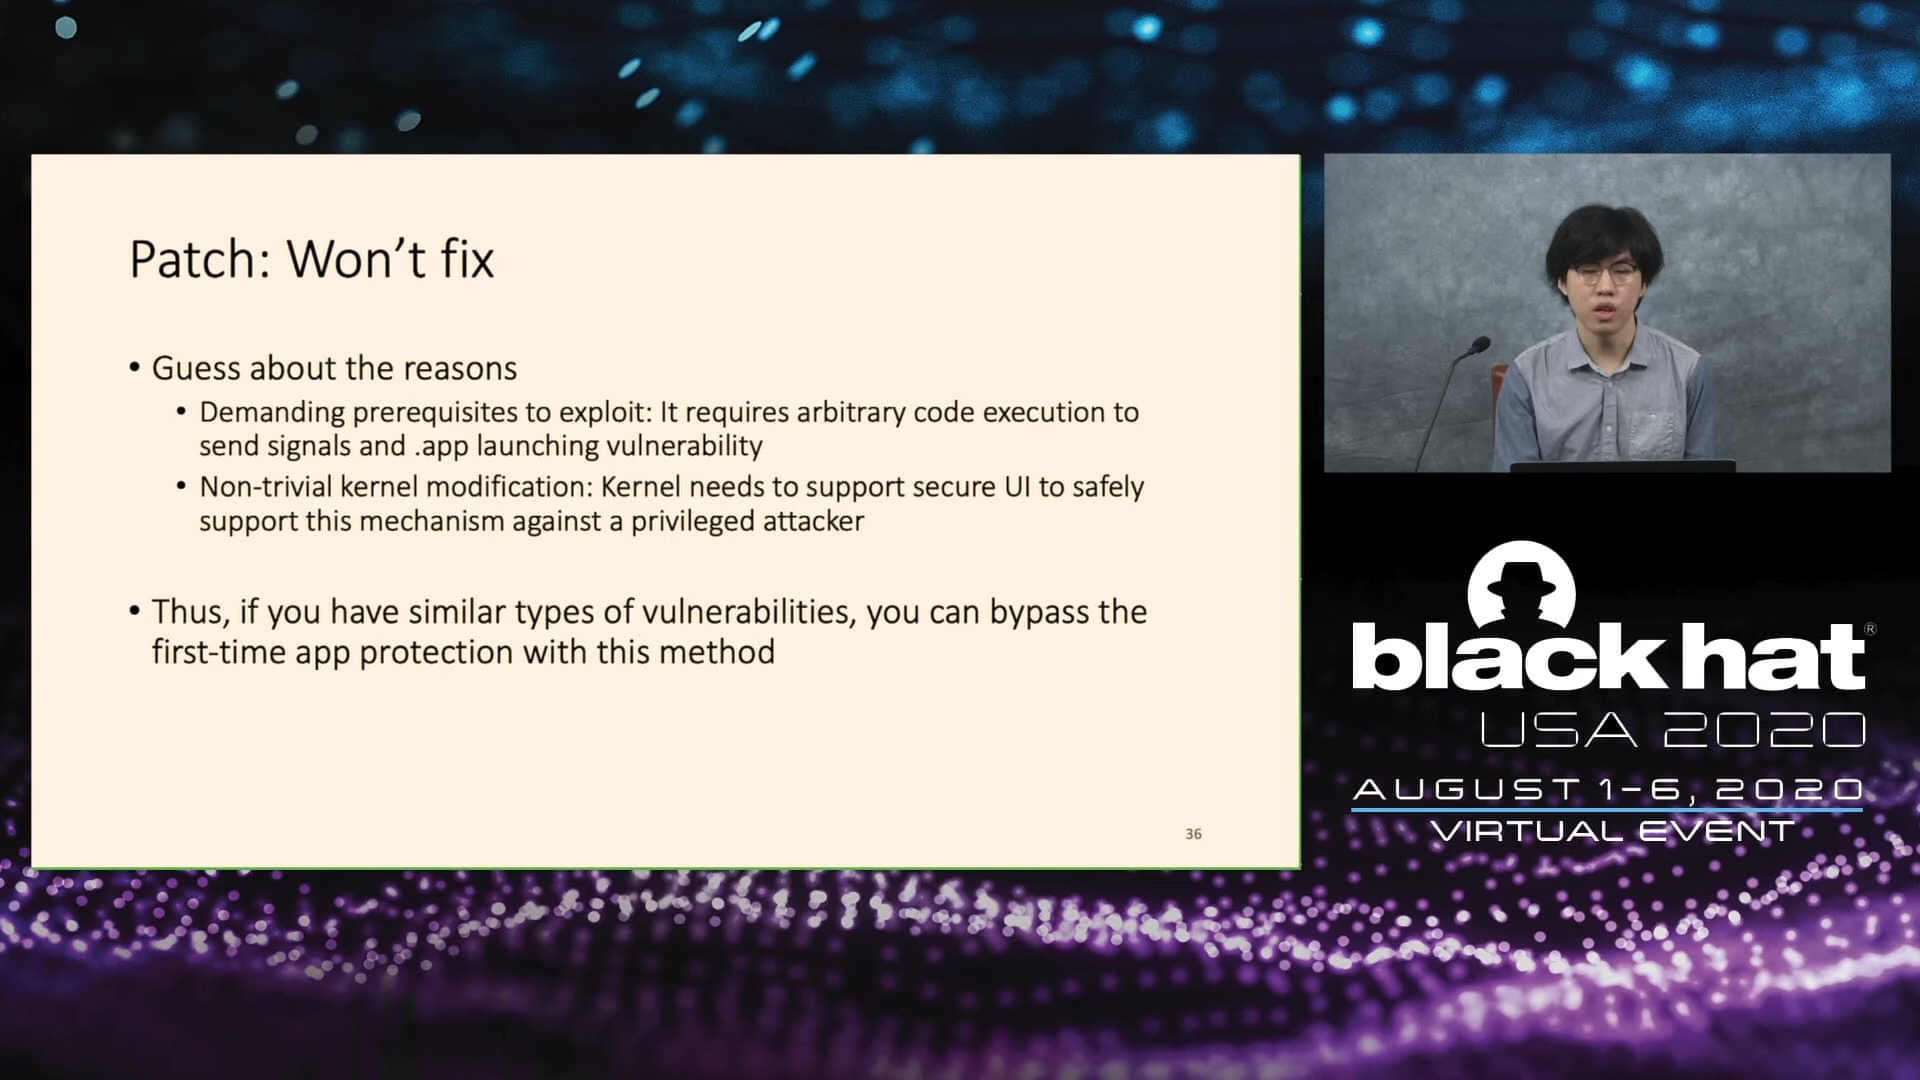 Patch: Won’t fix
• Guess about the reasons
• Demanding prerequisites to exploit: It requires arbitrary code execution to
send signals and .app launching vulnerability
• Non-trivial kernel modification: Kernel needs to support secure UI to safely
support this mechanism against a privileged attacker
• Thus, if you have similar types of vulnerabilities, you can bypass the
first-time app protection with this method
36
black hat®
USA 2020
AUGUST 1-6, 2020
VIRTUAL EVENT